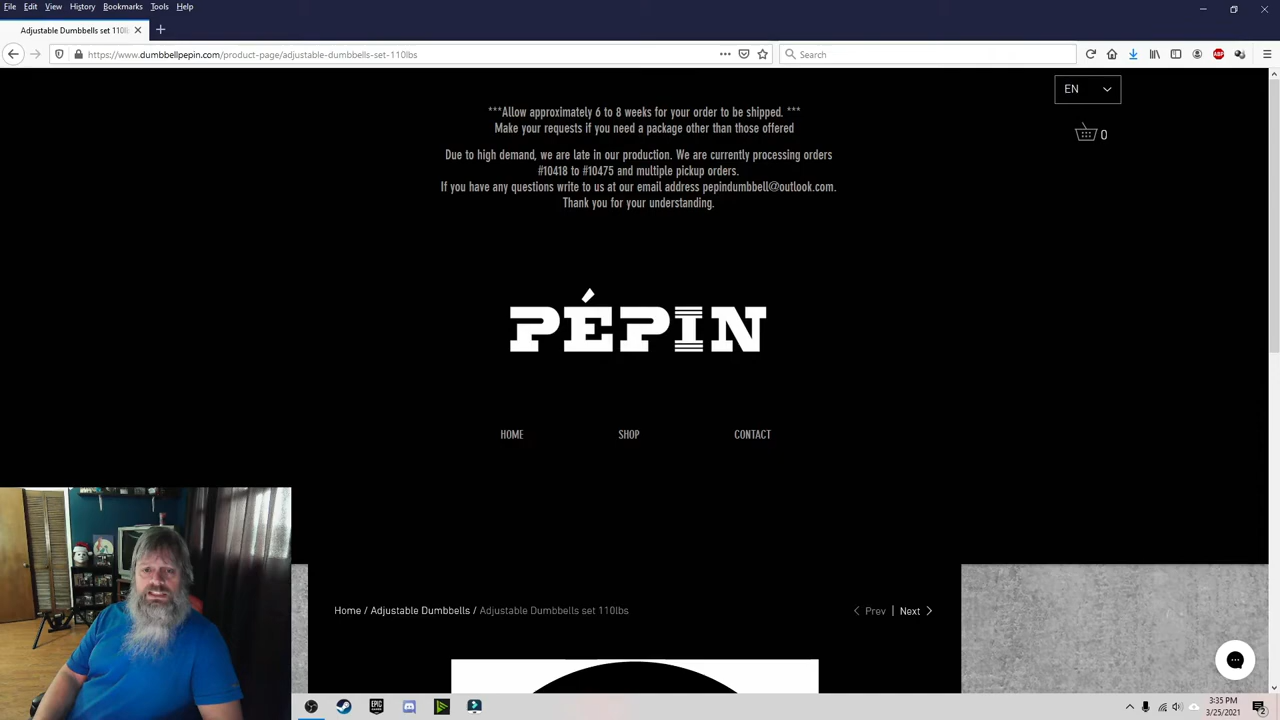 File Edit View History Bookmarks Tools Help
Adjustable Dumbbells set 110lb
https://www.dumbbellpepin.com/product-page/adjustable-dumbbells-set-110lbs
Search
ABP
EN
0
***Allow approximately 6 to 8 weeks for your order to be shipped. ***
Make your requests if you need a package other than those offered
Due to high demand, we are late in our production. We are currently processing orders
#10418 to #10475 and multiple pickup orders.
If you have any questions write to us at our email address pepindumbbell@outlook.com.
Thank you for your understanding.
PÉPIN
HOME SHOP CONTACT
Home / Adjustable Dumbbells / Adjustable Dumbbells set 110lbs
Prev | Next
EPIC
3:35 PM
3/25/2021
2